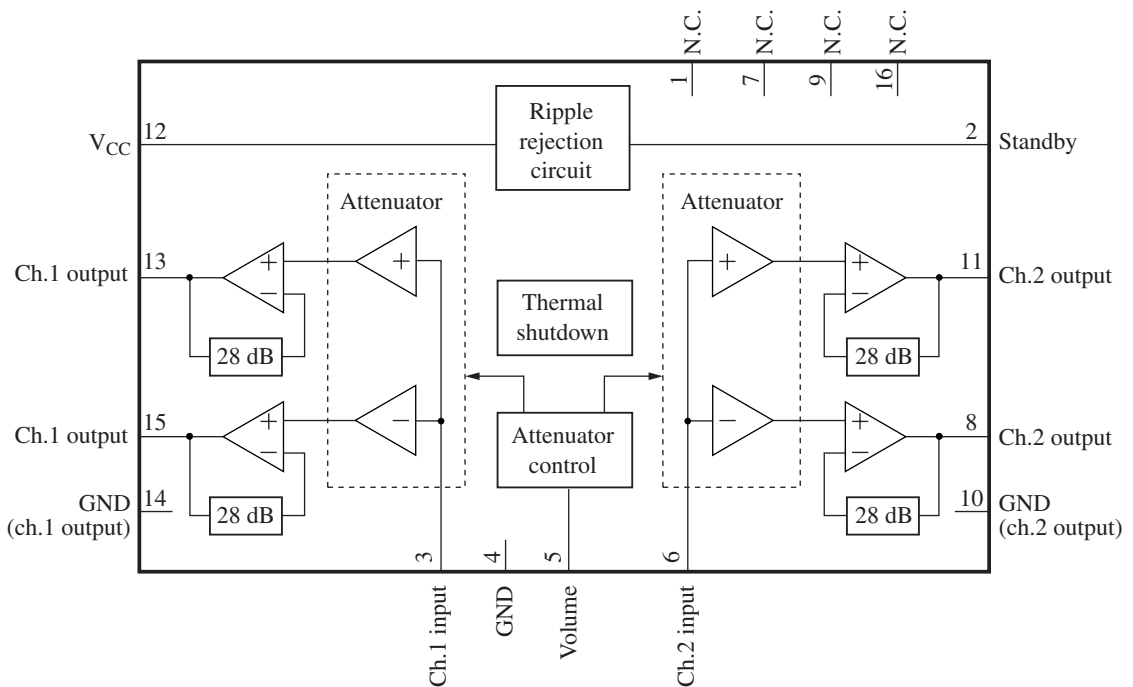 N.C.
N.C.
N.C.
N.C.
1
7
9
16
V_CC
12
Ripple
rejection
circuit
2
Standby
Attenuator
Attenuator
Ch.1 output
13
+
−
+
+
+
−
11
Ch.2 output
28 dB
Thermal
shutdown
28 dB
Ch.1 output
15
+
−
−
Attenuator
control
−
+
−
8
Ch.2 output
GND
(ch.1 output)
14
28 dB
28 dB
10
GND
(ch.2 output)
3
4
5
6
Ch.1 input
GND
Volume
Ch.2 input